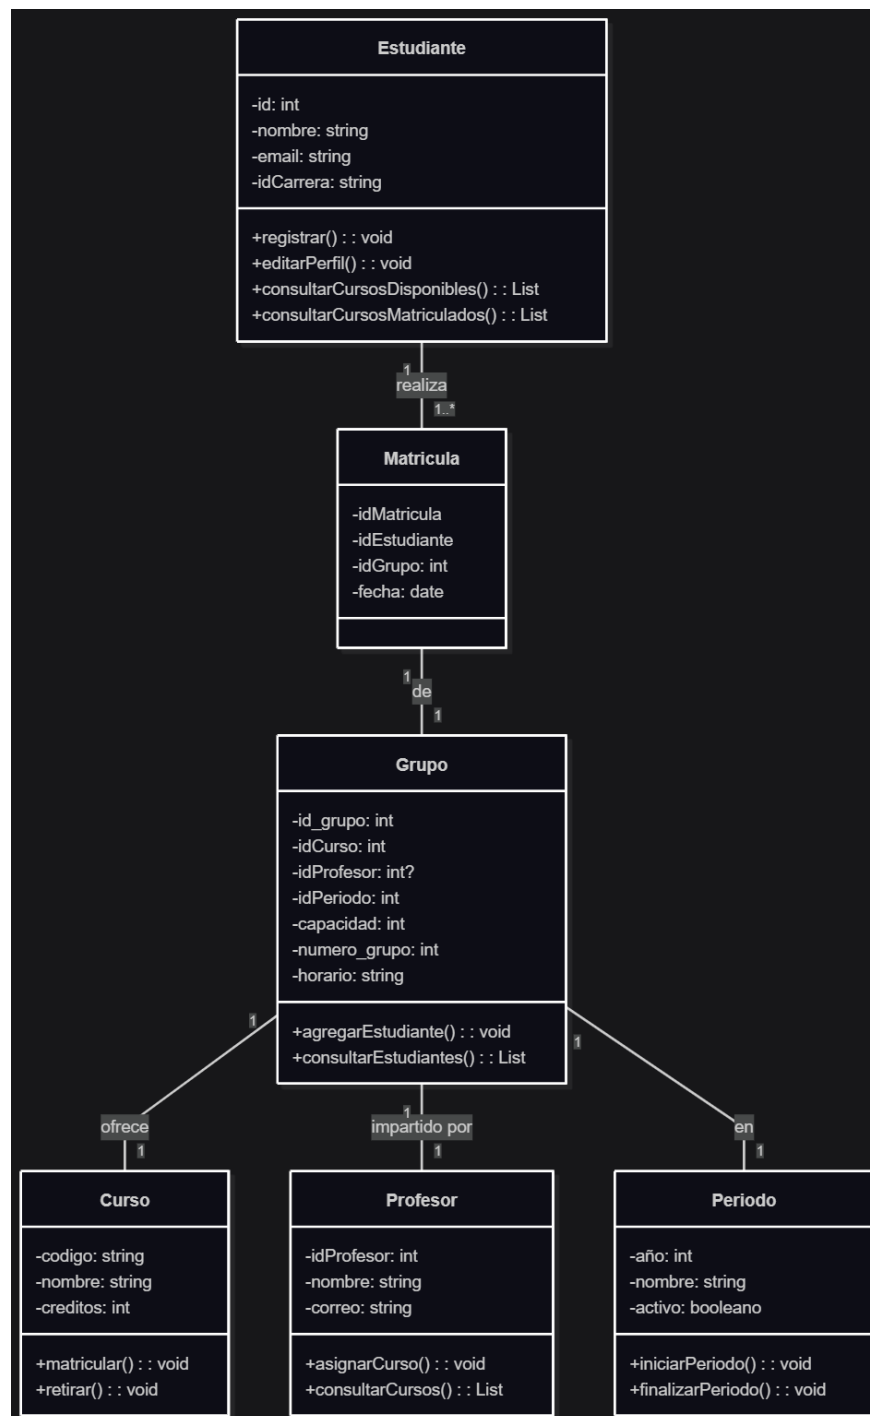 Estudiante
-id: int
-nombre: string
-email: string
-idCarrera: string
+registrar() : : void
+editarPerfil() : : void
+consultarCursosDisponibles() : : List
+consultarCursosMatriculados() : : List
1
realiza
1..*
Matricula
-idMatricula
-idEstudiante
-idGrupo: int
-fecha: date
1
de
1
Grupo
-id_grupo: int
-idCurso: int
-idProfesor: int?
-idPeriodo: int
-capacidad: int
-numero_grupo: int
-horario: string
+agregarEstudiante() : : void
+consultarEstudiantes() : : List
1
ofrece
1
Curso
-codigo: string
-nombre: string
-creditos: int
+matricular() : : void
+retirar() : : void
1
impartido por
1
Profesor
-idProfesor: int
-nombre: string
-correo: string
+asignarCurso() : : void
+consultarCursos() : : List
1
en
1
Periodo
-año: int
-nombre: string
-activo: booleano
+iniciarPeriodo() : : void
+finalizarPeriodo() : : void